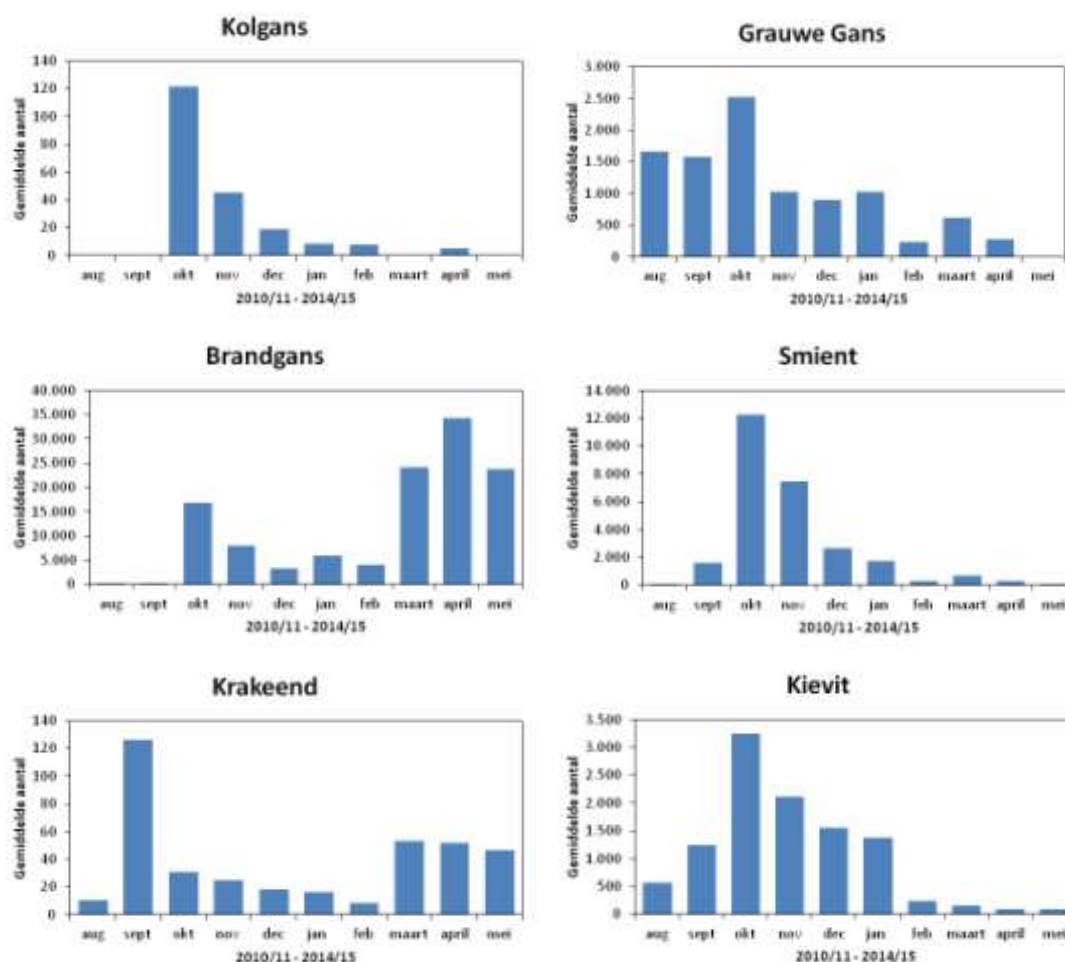 Kolgans
Gemiddelde aantal
140
120
100
80
60
40
20
0
aug sept okt nov dec jan feb maart april mei
2010/11 - 2014/15
Grauwe Gans
Gemiddelde aantal
3.000
2.500
2.000
1.500
1.000
500
0
aug sept okt nov dec jan feb maart april mei
2010/11 - 2014/15
Brandgans
Gemiddelde aantal
40.000
35.000
30.000
25.000
20.000
15.000
10.000
5.000
0
aug sept okt nov dec jan feb maart april mei
2010/11 - 2014/15
Smient
Gemiddelde aantal
14.000
12.000
10.000
8.000
6.000
4.000
2.000
0
aug sept okt nov dec jan feb maart april mei
2010/11 - 2014/15
Krakeend
Gemiddelde aantal
140
120
100
80
60
40
20
0
aug sept okt nov dec jan feb maart april mei
2010/11 - 2014/15
Kievit
Gemiddelde aantal
3.500
3.000
2.500
2.000
1.500
1.000
500
0
aug sept okt nov dec jan feb maart april mei
2010/11 - 2014/15